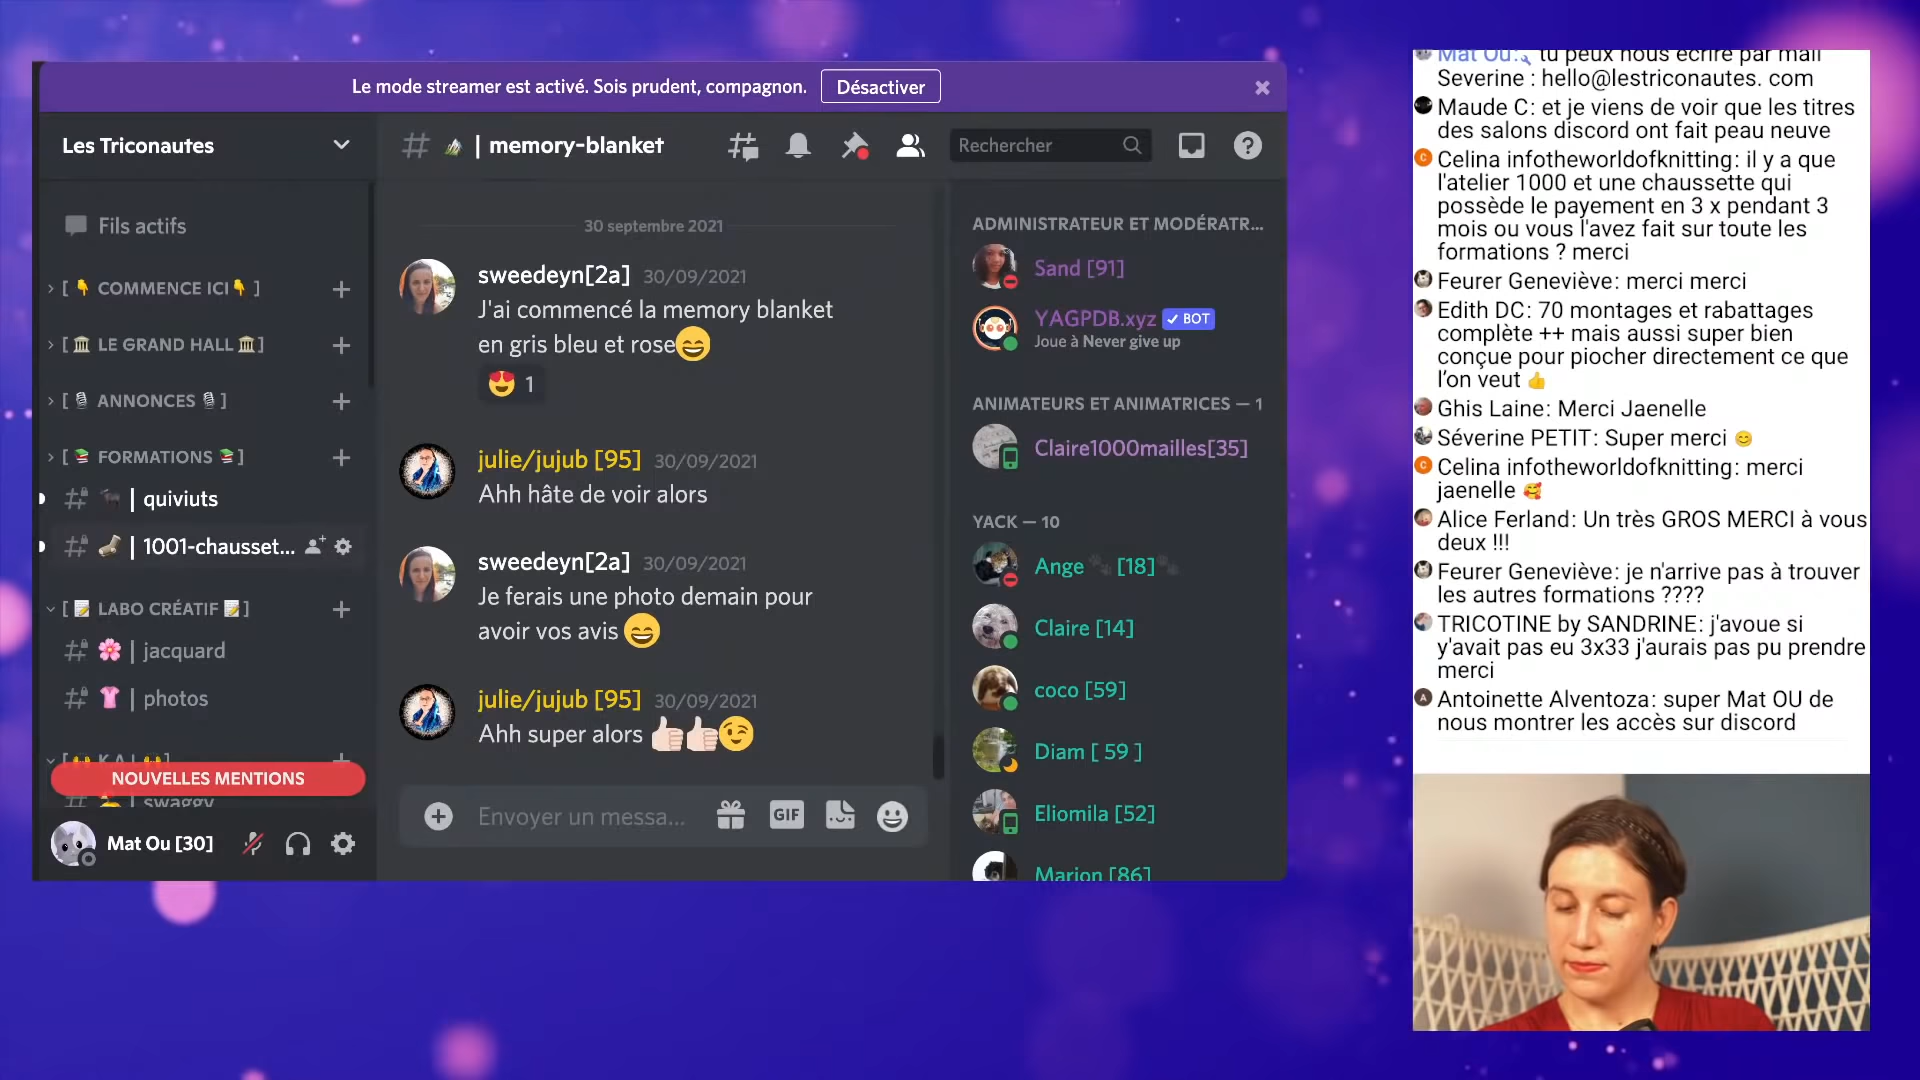 Le mode streamer est activé. Sois prudent, compagnon.
Désactiver
Les Triconautes
Fils actifs
[ COMMENCE ICI ]
[ LE GRAND HALL ]
[ ANNONCES ]
[ FORMATIONS ]
| quiviuts
| 1001-chausset...
[ LABO CRÉATIF ]
| jacquard
| photos
NOUVELLES MENTIONS
| swaggy
Mat Ou [30]
| memory-blanket
Rechercher
30 septembre 2021
sweedeyn[2a] 30/09/2021
J'ai commencé la memory blanket
en gris bleu et rose
1
julie/jujub [95] 30/09/2021
Ahh hâte de voir alors
sweedeyn[2a] 30/09/2021
Je ferais une photo demain pour
avoir vos avis
julie/jujub [95] 30/09/2021
Ahh super alors
Envoyer un messa...
GIF
ADMINISTRATEUR ET MODÉRATR...
Sand [91]
YAGPDB.xyz BOT
Joue à Never give up
ANIMATEURS ET ANIMATRICES — 1
Claire1000mailles[35]
YACK — 10
Ange [18]
Claire [14]
coco [59]
Diam [ 59 ]
Eliomila [52]
Marion [86]
Mat Ou: tu peux nous écrire par mail
Severine : hello@lestriconautes. com
Maude C: et je viens de voir que les titres
des salons discord ont fait peau neuve
Celina infotheworldofknitting: il y a que
l'atelier 1000 et une chaussette qui
possède le payement en 3 x pendant 3
mois ou vous l'avez fait sur toute les
formations ? merci
Feurer Geneviève: merci merci
Edith DC: 70 montages et rabattages
complète ++ mais aussi super bien
conçue pour piocher directement ce que
l’on veut
Ghis Laine: Merci Jaenelle
Séverine PETIT: Super merci
Celina infotheworldofknitting: merci
jaenelle
Alice Ferland: Un très GROS MERCI à vous
deux !!!
Feurer Geneviève: je n'arrive pas à trouver
les autres formations ????
TRICOTINE by SANDRINE: j'avoue si
y'avait pas eu 3x33 j'aurais pas pu prendre
merci
Antoinette Alventoza: super Mat OU de
nous montrer les accès sur discord